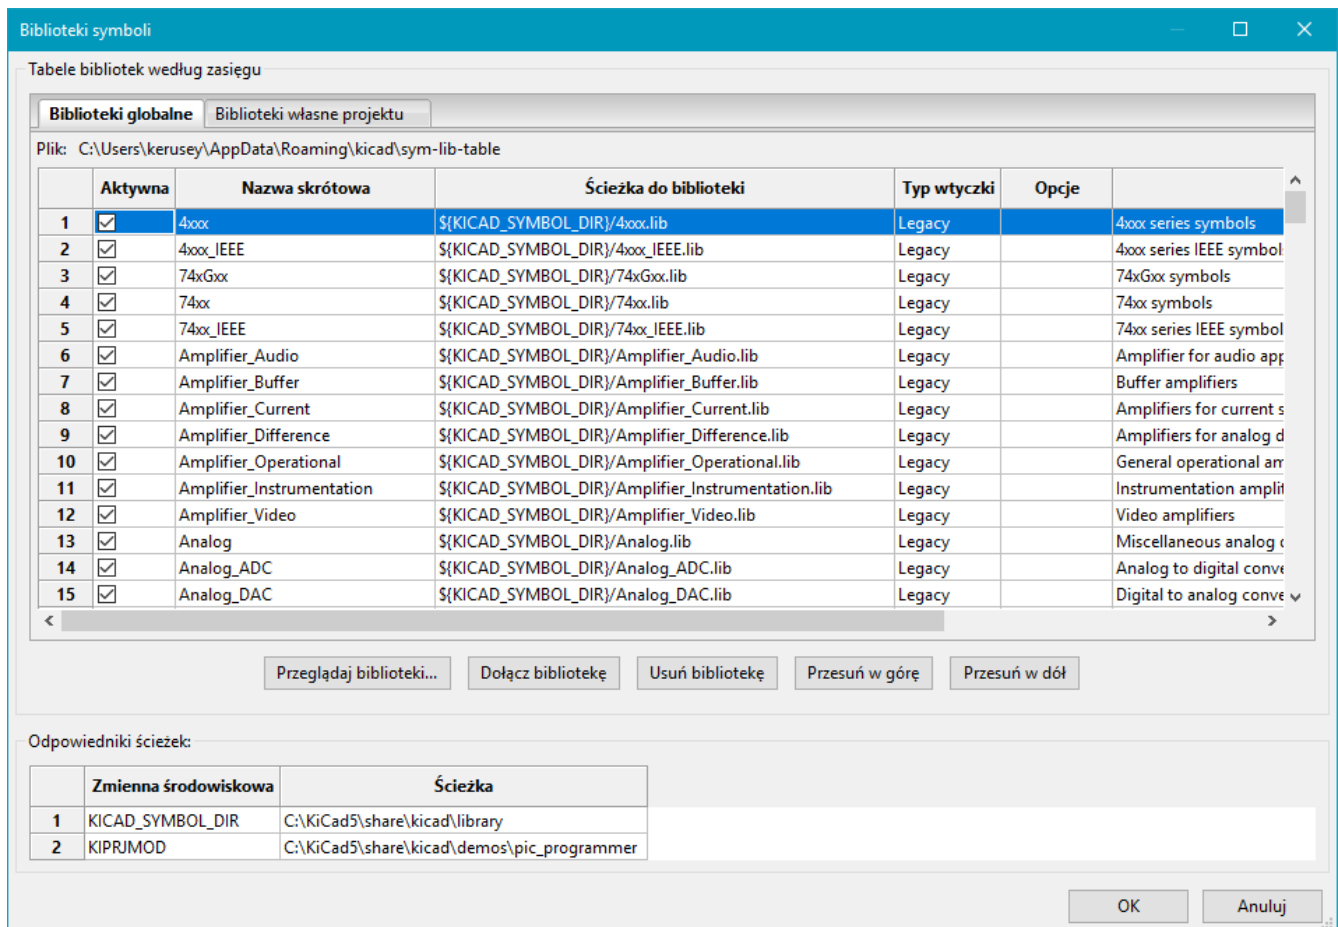 Biblioteki symboli
Tabele bibliotek według zasięgu
Biblioteki globalne Biblioteki własne projektu
Plik: C:\Users\kerusey\AppData\Roaming\kicad\sym-lib-table
Aktywna Nazwa skrótowa Ścieżka do biblioteki Typ wtyczki Opcje
1 4xxx ${KICAD_SYMBOL_DIR}/4xxx.lib Legacy 4xxx series symbols
2 4xxx_IEEE ${KICAD_SYMBOL_DIR}/4xxx_IEEE.lib Legacy 4xxx series IEEE symbol
3 74xGxx ${KICAD_SYMBOL_DIR}/74xGxx.lib Legacy 74xGxx symbols
4 74xx ${KICAD_SYMBOL_DIR}/74xx.lib Legacy 74xx symbols
5 74xx_IEEE ${KICAD_SYMBOL_DIR}/74xx_IEEE.lib Legacy 74xx series IEEE symbol
6 Amplifier_Audio ${KICAD_SYMBOL_DIR}/Amplifier_Audio.lib Legacy Amplifier for audio app
7 Amplifier_Buffer ${KICAD_SYMBOL_DIR}/Amplifier_Buffer.lib Legacy Buffer amplifiers
8 Amplifier_Current ${KICAD_SYMBOL_DIR}/Amplifier_Current.lib Legacy Amplifiers for current s
9 Amplifier_Difference ${KICAD_SYMBOL_DIR}/Amplifier_Difference.lib Legacy Amplifiers for analog d
10 Amplifier_Operational ${KICAD_SYMBOL_DIR}/Amplifier_Operational.lib Legacy General operational am
11 Amplifier_Instrumentation ${KICAD_SYMBOL_DIR}/Amplifier_Instrumentation.lib Legacy Instrumentation amplif
12 Amplifier_Video ${KICAD_SYMBOL_DIR}/Amplifier_Video.lib Legacy Video amplifiers
13 Analog ${KICAD_SYMBOL_DIR}/Analog.lib Legacy Miscellaneous analog
14 Analog_ADC ${KICAD_SYMBOL_DIR}/Analog_ADC.lib Legacy Analog to digital conve
15 Analog_DAC ${KICAD_SYMBOL_DIR}/Analog_DAC.lib Legacy Digital to analog conve
Przeglądaj biblioteki... Dołącz bibliotekę Usuń bibliotekę Przesuń w górę Przesuń w dół
Odpowiedniki ścieżek:
Zmienna środowiskowa Ścieżka
1 KICAD_SYMBOL_DIR C:\KiCad5\share\kicad\library
2 KIPRJMOD C:\KiCad5\share\kicad\demos\pic_programmer
OK Anuluj